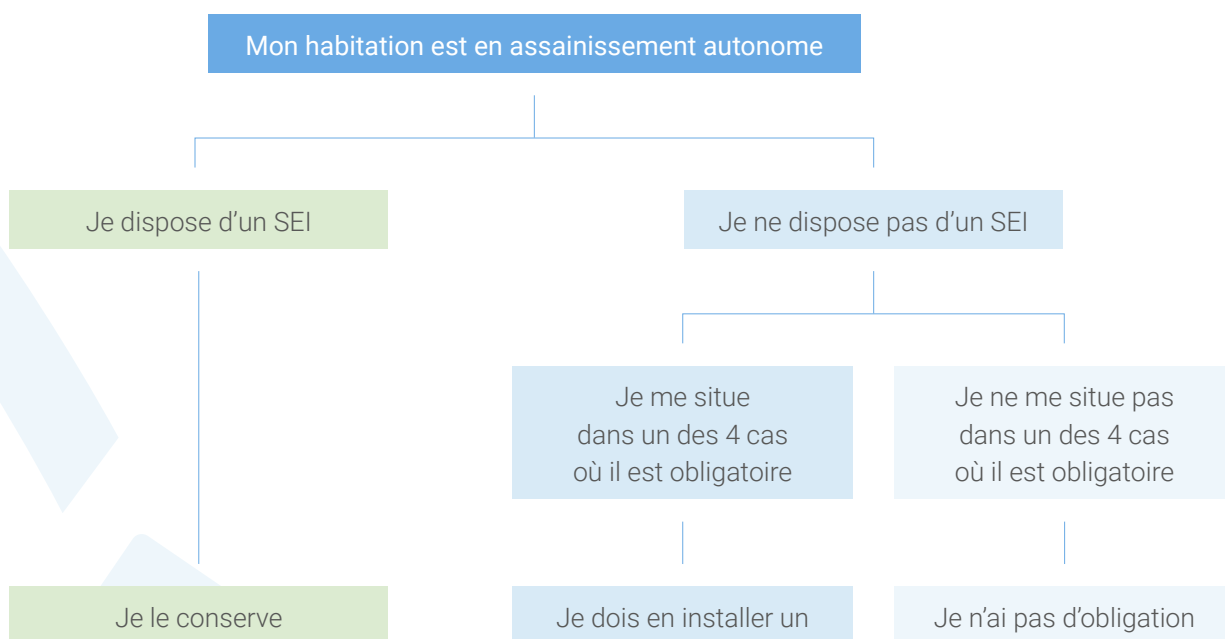 Mon habitation est en assainissement autonome
Je dispose d’un SEI
Je ne dispose pas d’un SEI
Je me situe
dans un des 4 cas
où il est obligatoire
Je ne me situe pas
dans un des 4 cas
où il est obligatoire
Je le conserve
Je dois en installer un
Je n’ai pas d’obligation